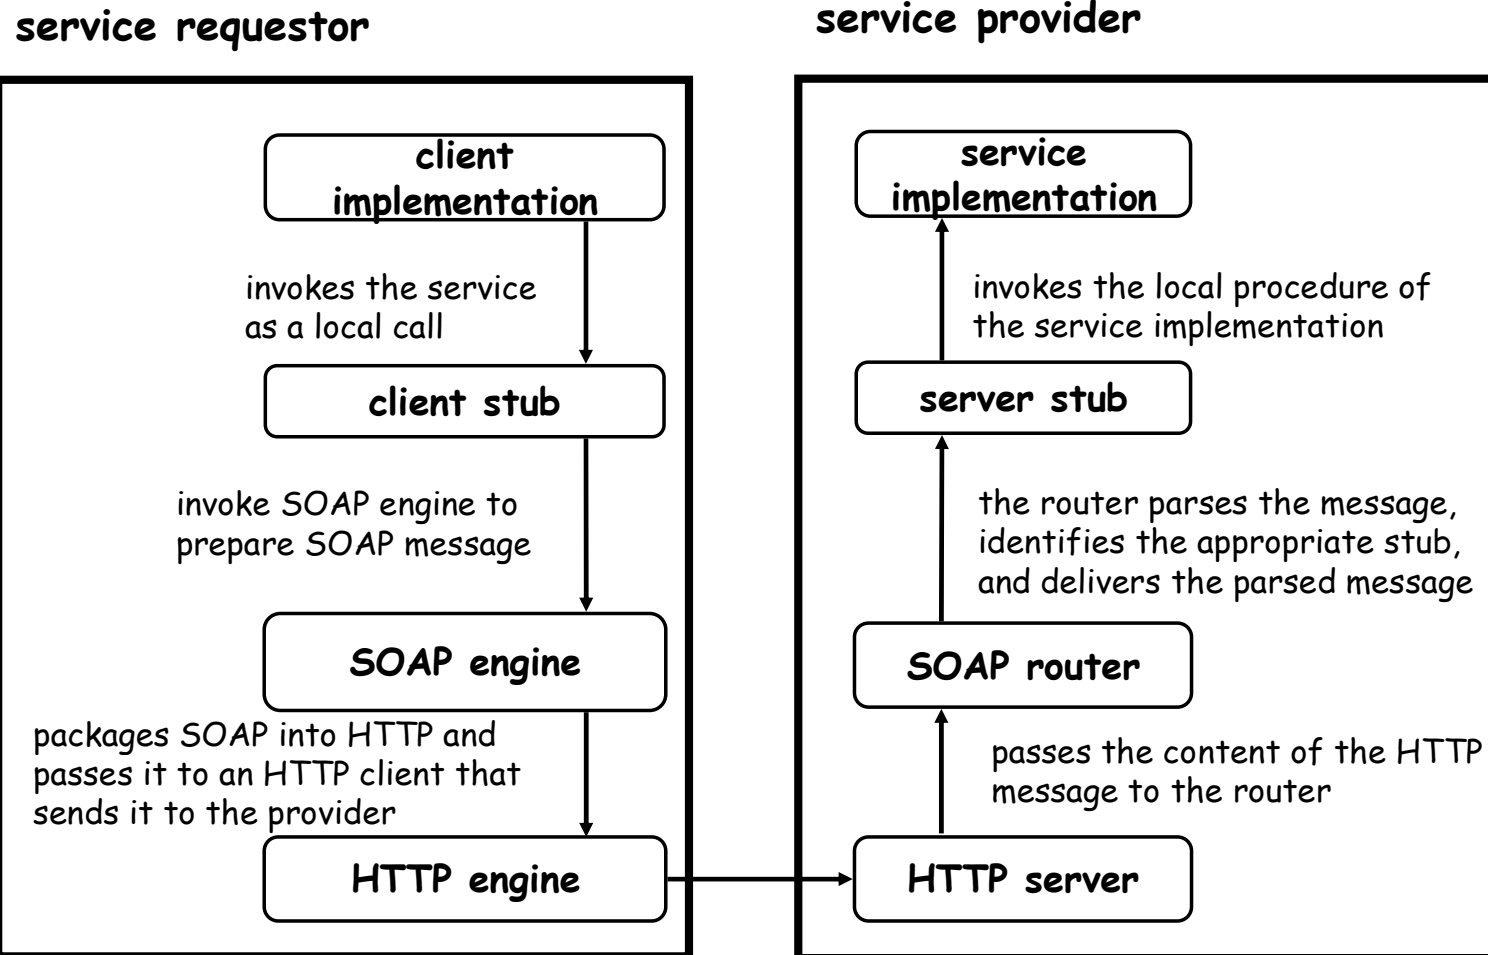 service requestor
client
implementation
invokes the service
as a local call
client stub
invoke SOAP engine to
prepare SOAP message
SOAP engine
packages SOAP into HTTP and
passes it to an HTTP client that
sends it to the provider
HTTP engine
service provider
service
implementation
invokes the local procedure of
the service implementation
server stub
the router parses the message,
identifies the appropriate stub,
and delivers the parsed message
SOAP router
passes the content of the HTTP
message to the router
HTTP server